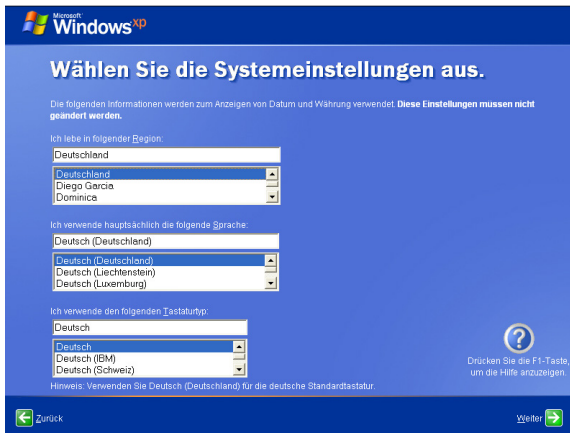 Microsoft
Windows xp
Wählen Sie die Systemeinstellungen aus.
Die folgenden Informationen werden zum Anzeigen von Datum und Währung verwendet. Diese Einstellungen müssen nicht
geändert werden.
Ich lebe in folgender Region:
Deutschland
Deutschland
Diego Garcia
Dominica
Ich verwende hauptsächlich die folgende Sprache:
Deutsch (Deutschland)
Deutsch (Deutschland)
Deutsch (Liechtenstein)
Deutsch (Luxemburg)
Ich verwende den folgenden Tastaturtyp:
Deutsch
Deutsch
Deutsch (IBM)
Deutsch (Schweiz)
Hinweis: Verwenden Sie Deutsch (Deutschland) für die deutsche Standardtastatur.
?
Drücken Sie die F1-Taste,
um die Hilfe anzuzeigen.
Zurück
Weiter